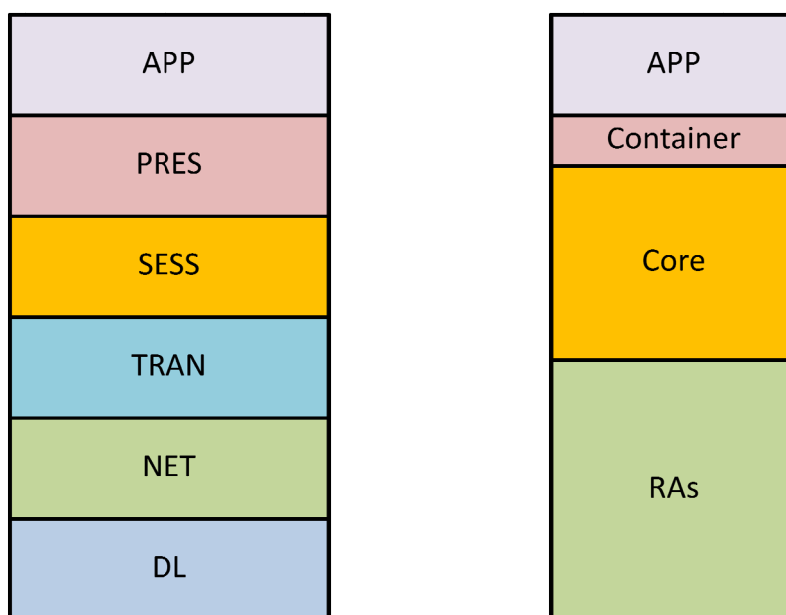 APP
PRES
SESS
TRAN
NET
DL
APP
Container
Core
RAs